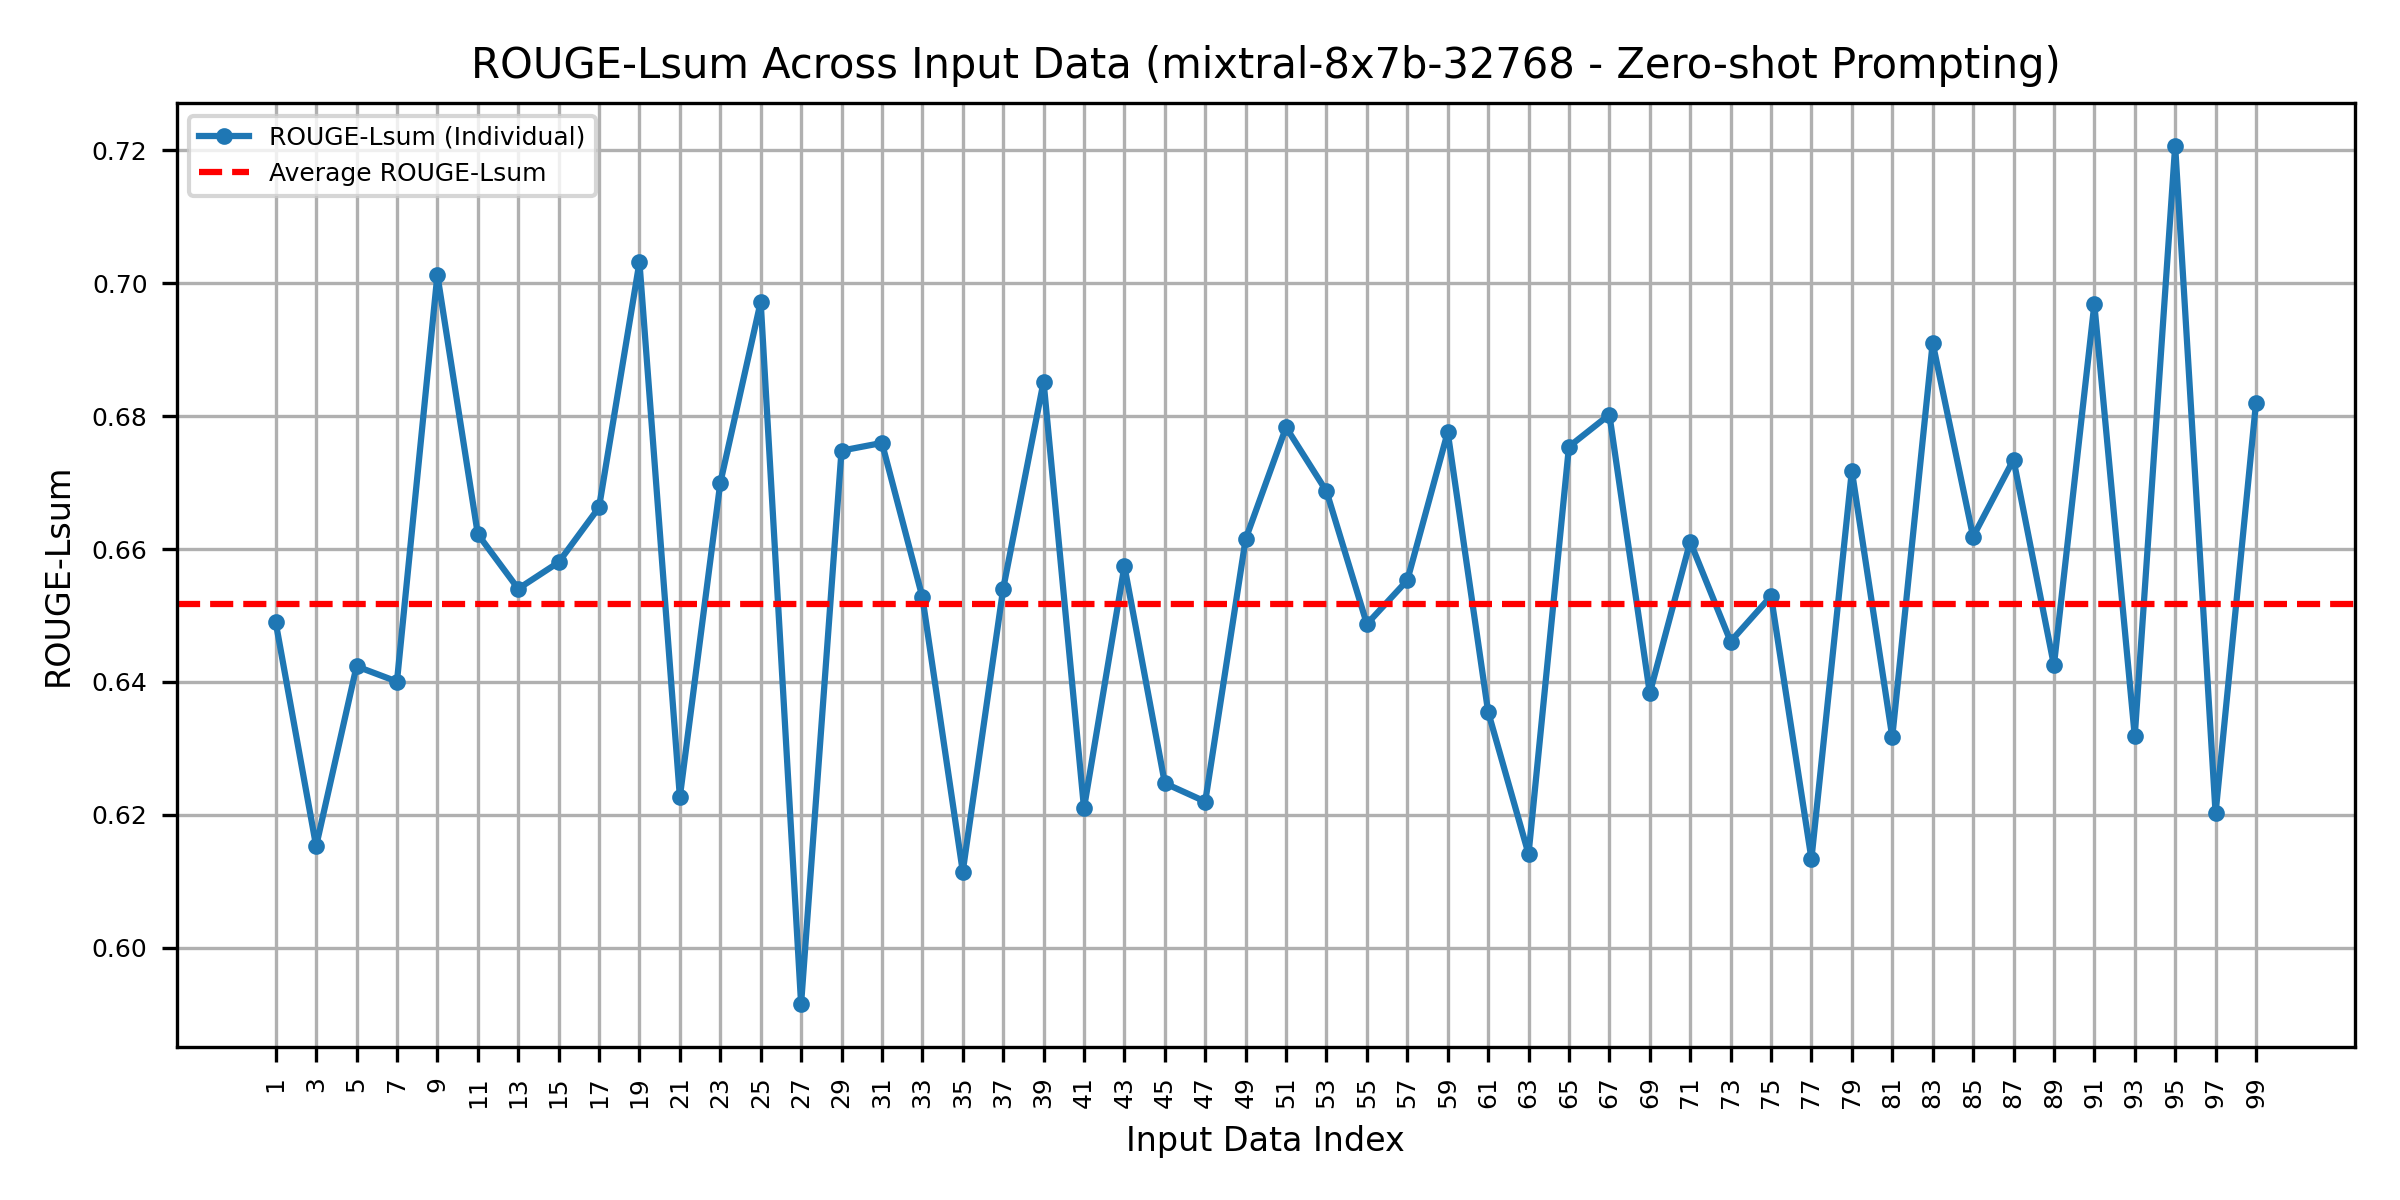 ROUGE-Lsum Across Input Data (mixtral-8x7b-32768 - Zero-shot Prompting)
ROUGE-Lsum (Individual)
Average ROUGE-Lsum
0.72
0.70
0.68
0.66
0.64
0.62
0.60
ROUGE-Lsum
1 3 5 7 9 11 13 15 17 19 21 23 25 27 29 31 33 35 37 39 41 43 45 47 49 51 53 55 57 59 61 63 65 67 69 71 73 75 77 79 81 83 85 87 89 91 93 95 97 99
Input Data Index